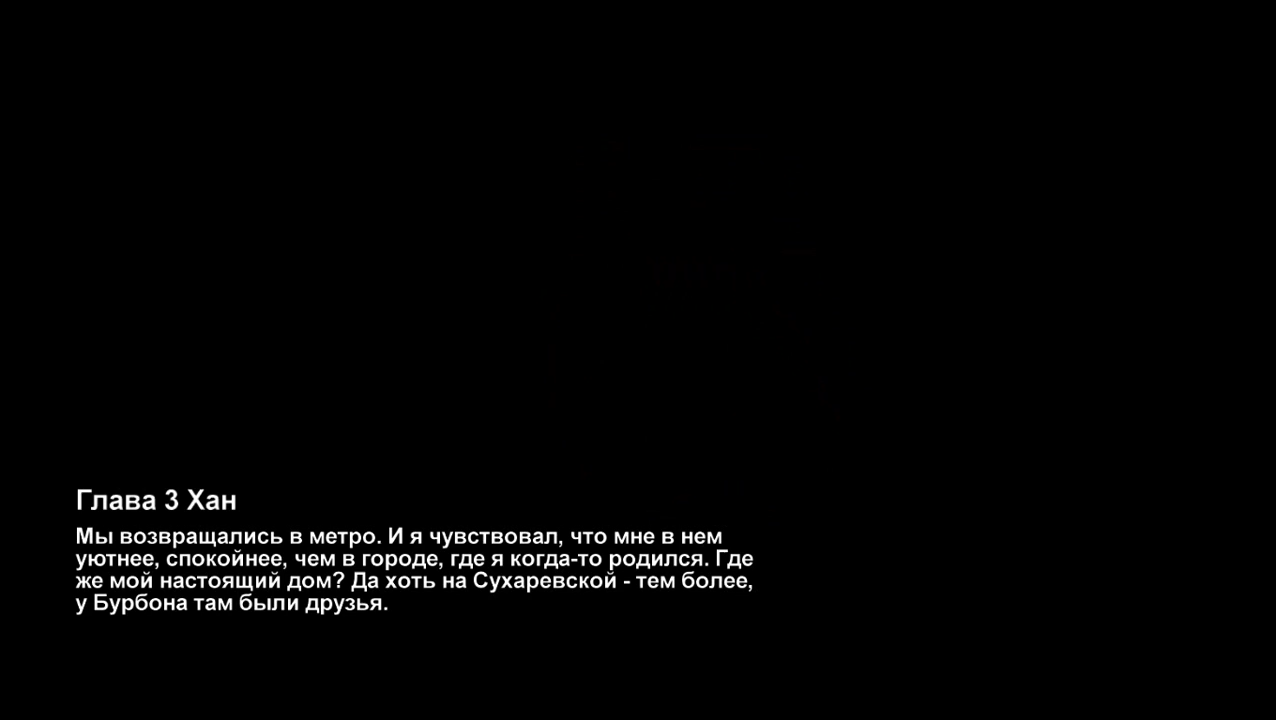 Глава 3 Хан
Мы возвращались в метро. И я чувствовал, что мне в нем
уютнее, спокойнее, чем в городе, где я когда-то родился. Где
же мой настоящий дом? Да хоть на Сухаревской - тем более,
у Бурбона там были друзья.